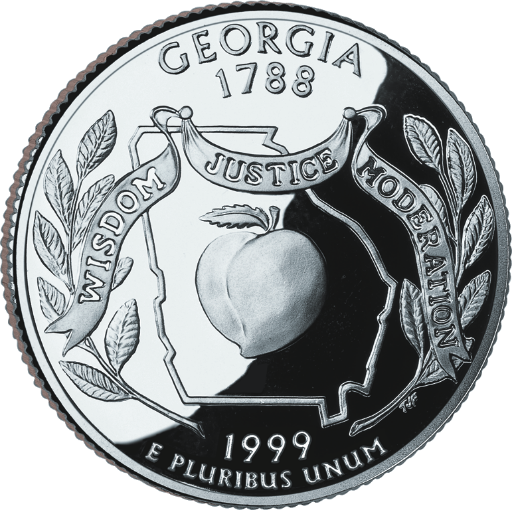 GEORGIA
1788
WISDOM
JUSTICE
MODERATION
1999
E PLURIBUS UNUM